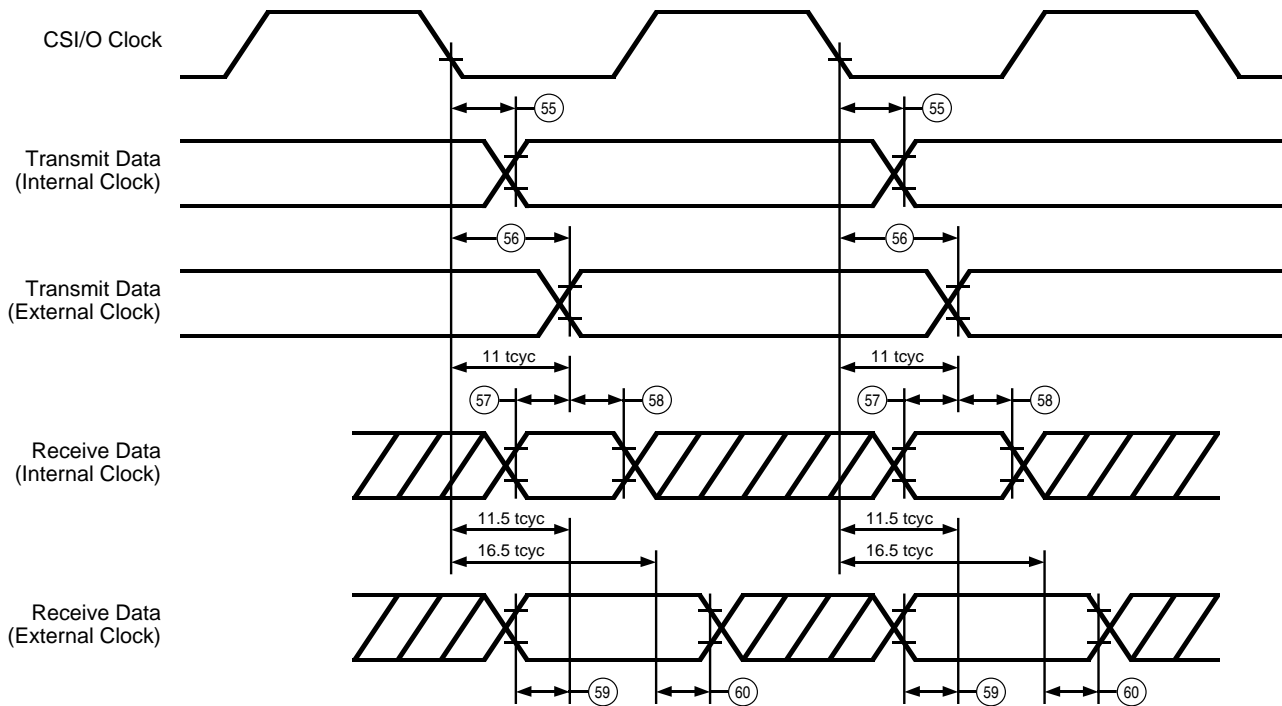 CSI/O Clock
55 55
Transmit Data
(Internal Clock)
56 56
Transmit Data
(External Clock)
11 tcyc 11 tcyc
57 58 57 58
Receive Data
(Internal Clock)
11.5 tcyc 11.5 tcyc
16.5 tcyc 16.5 tcyc
Receive Data
(External Clock)
59 60 59 60